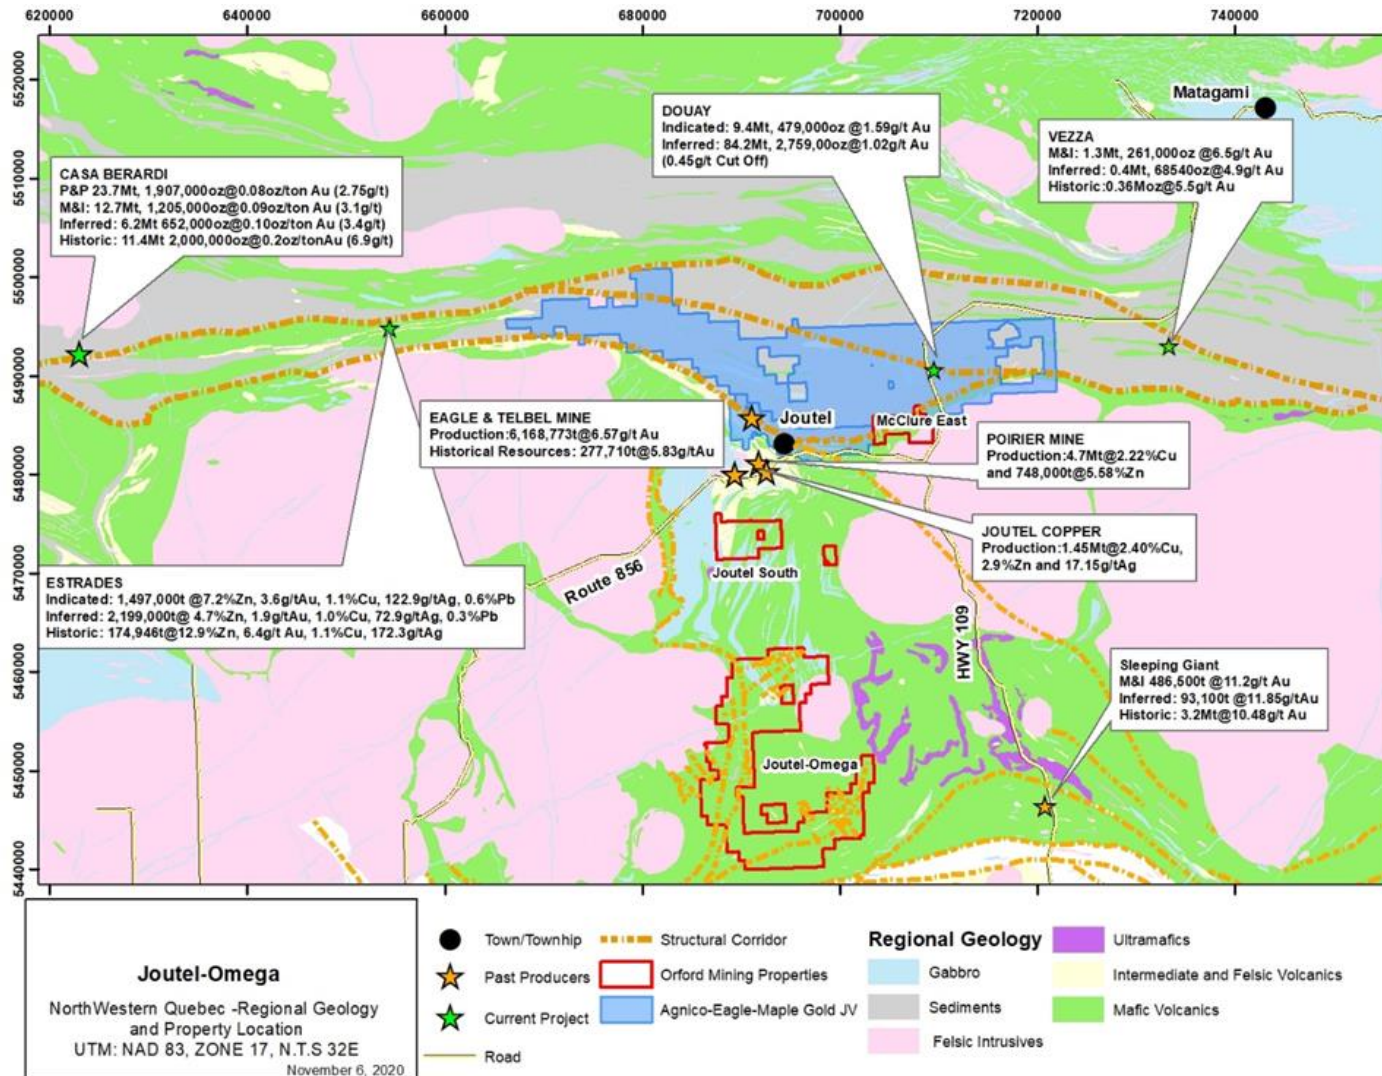 620000 640000 660000 680000 700000 720000 740000
5520000
5510000
5500000
5490000
5480000
5470000
5460000
5450000
5440000
Matagami
DOUAY
Indicated: 9.4Mt, 479,000oz @1.59g/t Au
Inferred: 84.2Mt, 2,759,00oz@1.02g/t Au
(0.45g/t Cut Off)
VEZZA
M&I: 1.3Mt, 261,000oz @6.5g/t Au
Inferred: 0.4Mt, 68540oz@4.9g/t Au
Historic:0.36Moz@5.5g/t Au
CASA BERARDI
P&P 23.7Mt, 1,907,000oz@0.08oz/ton Au (2.75g/t)
M&I: 12.7Mt, 1,205,000oz@0.09oz/ton Au (3.1g/t)
Inferred: 6.2Mt 652,000oz@0.10oz/ton Au (3.4g/t)
Historic: 11.4Mt 2,000,000oz@0.2oz/tonAu (6.9g/t)
EAGLE & TELBEL MINE
Production:6,168,773t@6.57g/t Au
Historical Resources: 277,710t@5.83g/tAu
Joutel
McClure East
POIRIER MINE
Production:4.7Mt@2.22%Cu
and 748,000t@5.58%Zn
JOUTEL COPPER
Production:1.45Mt@2.40%Cu,
2.9%Zn and 17.15g/tAg
Joutel South
Route 856
ESTRADES
Indicated: 1,497,000t @7.2%Zn, 3.6g/tAu, 1.1%Cu, 122.9g/tAg, 0.6%Pb
Inferred: 2,199,000t@ 4.7%Zn, 1.9g/tAu, 1.0%Cu, 72.9g/tAg, 0.3%Pb
Historic: 174,946t@12.9%Zn, 6.4g/t Au, 1.1%Cu, 172.3g/tAg
HWY 109
Sleeping Giant
M&I 486,500t @11.2g/t Au
Inferred: 93,100t @11.85g/tAu
Historic: 3.2Mt@10.48g/t Au
Joutel-Omega
Joutel-Omega
NorthWestern Quebec -Regional Geology
and Property Location
UTM: NAD 83, ZONE 17, N.T.S 32E
November 6, 2020
Town/Townhip
Past Producers
Current Project
Road
Structural Corridor
Orford Mining Properties
Agnico-Eagle-Maple Gold JV
Regional Geology
Gabbro
Sediments
Felsic Intrusives
Ultramafics
Intermediate and Felsic Volcanics
Mafic Volcanics